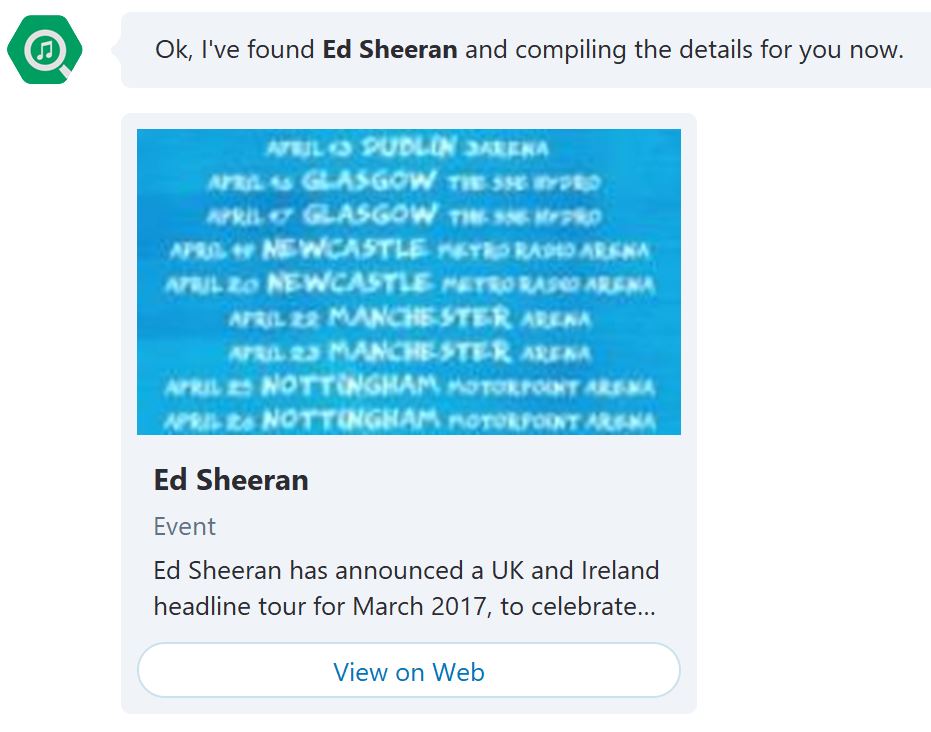 Ok, I've found Ed Sheeran and compiling the details for you now.
APRIL 13 DUBLIN 3ARENA
APRIL 16 GLASGOW THE SSE HYDRO
APRIL 17 GLASGOW THE SSE HYDRO
APRIL 19 NEWCASTLE METRO RADIO ARENA
APRIL 20 NEWCASTLE METRO RADIO ARENA
APRIL 22 MANCHESTER ARENA
APRIL 23 MANCHESTER ARENA
APRIL 25 NOTTINGHAM MOTORPOINT ARENA
APRIL 26 NOTTINGHAM MOTORPOINT ARENA
Ed Sheeran
Event
Ed Sheeran has announced a UK and Ireland
headline tour for March 2017, to celebrate...
View on Web